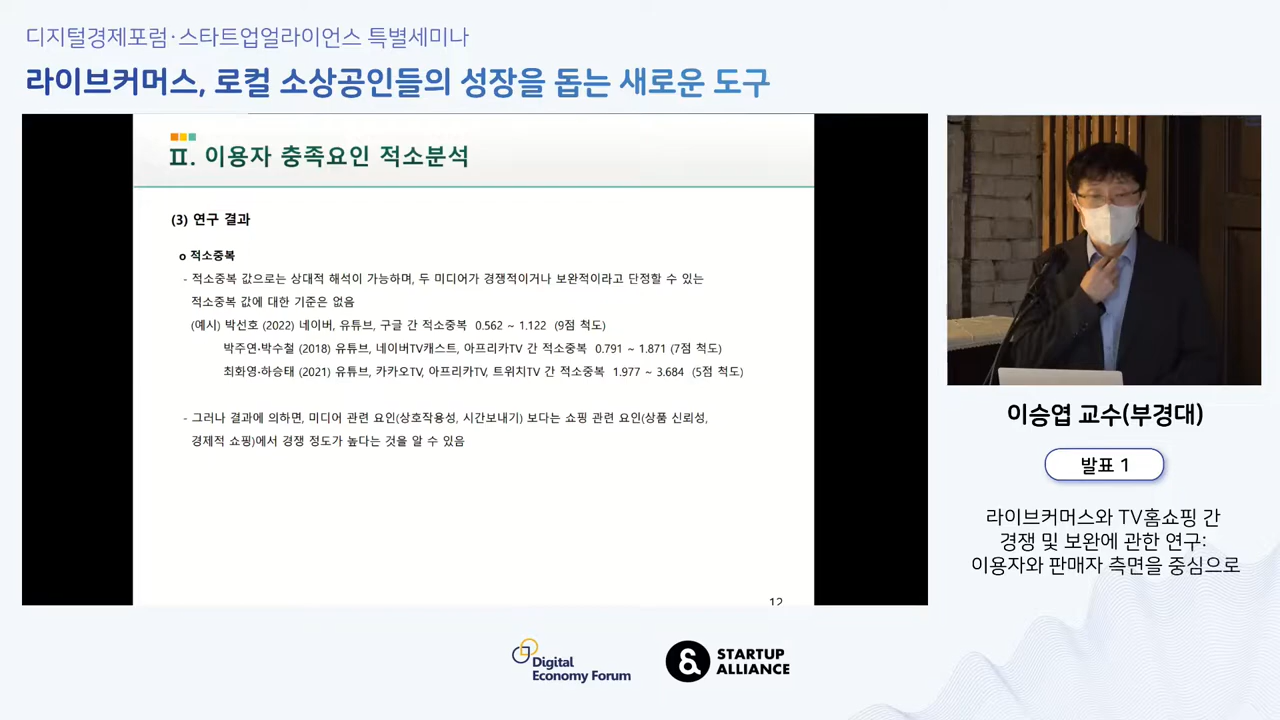 디지털경제포럼·스타트업얼라이언스 특별세미나
라이브커머스, 로컬 소상공인들의 성장을 돕는 새로운 도구
Ⅱ. 이용자 충족요인 적소분석
(3) 연구 결과
o 적소중복
- 적소중복 값으로는 상대적 해석이 가능하며, 두 미디어가 경쟁적이거나 보완적이라고 단정할 수 있는
적소중복 값에 대한 기준은 없음
(예시) 박선호 (2022) 네이버, 유튜브, 구글 간 적소중복 0.562 ~ 1.122 (9점 척도)
박주연·박수철 (2018) 유튜브, 네이버TV캐스트, 아프리카TV 간 적소중복 0.791 ~ 1.871 (7점 척도)
최화영·하승태 (2021) 유튜브, 카카오TV, 아프리카TV, 트위치TV 간 적소중복 1.977 ~ 3.684 (5점 척도)
- 그러나 결과에 의하면, 미디어 관련 요인(상호작용성, 시간보내기) 보다는 쇼핑 관련 요인(상품 신뢰성,
경제적 쇼핑)에서 경쟁 정도가 높다는 것을 알 수 있음
12
이승엽 교수(부경대)
발표 1
라이브커머스와 TV홈쇼핑 간
경쟁 및 보완에 관한 연구:
이용자와 판매자 측면을 중심으로
Digital
Economy Forum
&
STARTUP
ALLIANCE